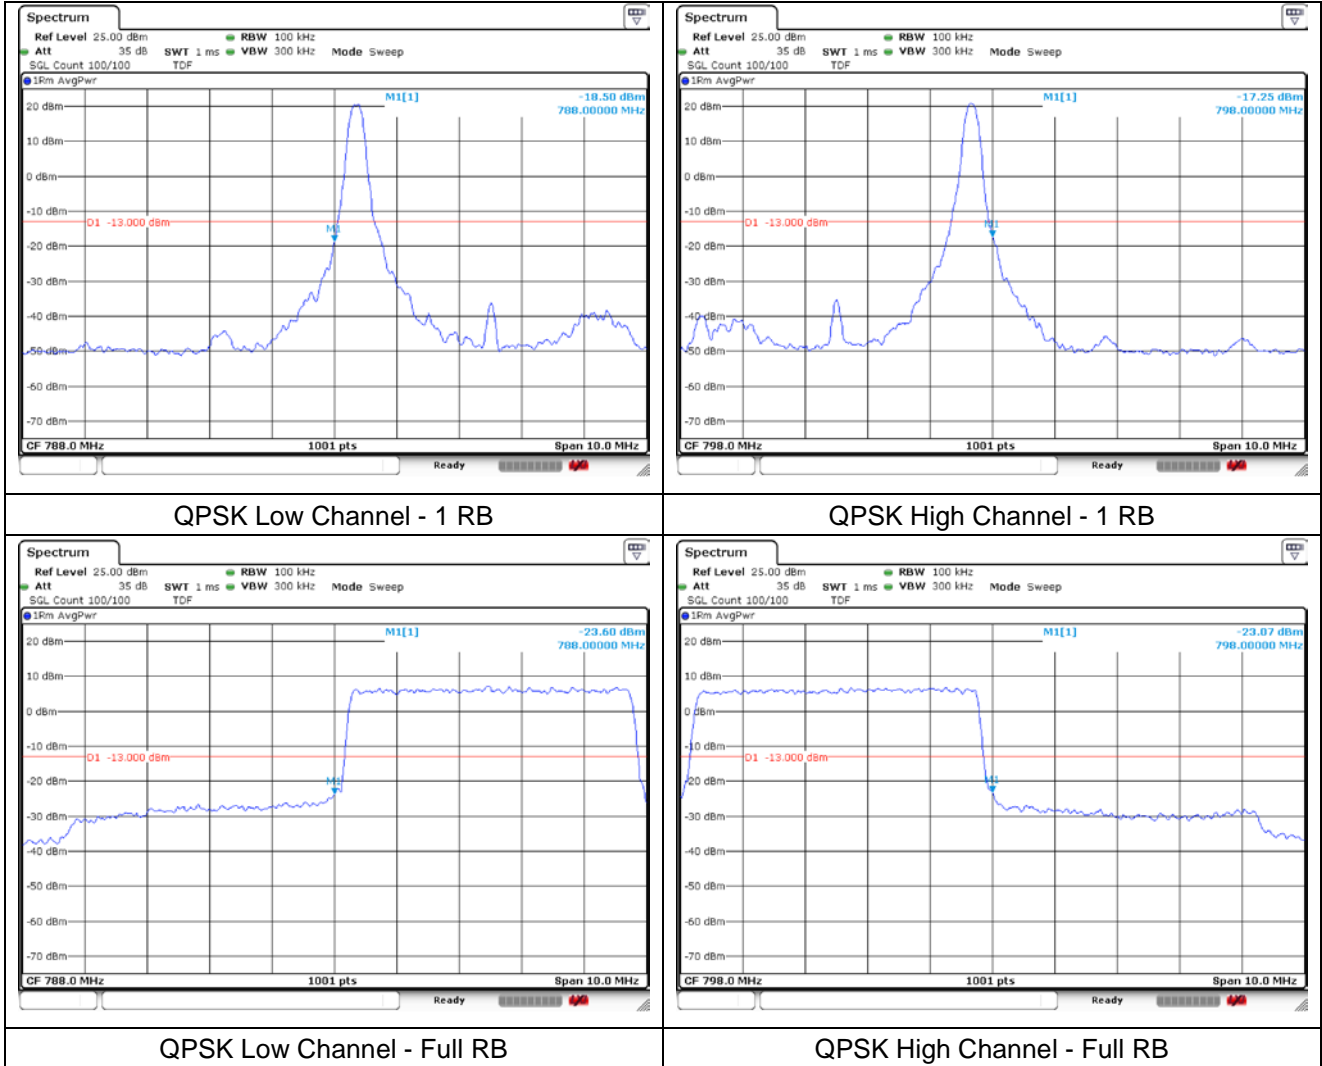 Spectrum
Ref Level 25.00 dBm RBW 100 kHz
Att 35 dB SWT 1 ms VBW 300 kHz Mode Sweep
SGL Count 100/100 TDF
1Rm AvgPwr
M1[1] -18.50 dBm
788.00000 MHz
20 dBm
10 dBm
0 dBm
-10 dBm
D1 -13.000 dBm
M1
-20 dBm
-30 dBm
-40 dBm
-50 dBm
-60 dBm
-70 dBm
CF 788.0 MHz 1001 pts Span 10.0 MHz
Ready
QPSK Low Channel - 1 RB
Spectrum
Ref Level 25.00 dBm RBW 100 kHz
Att 35 dB SWT 1 ms VBW 300 kHz Mode Sweep
SGL Count 100/100 TDF
1Rm AvgPwr
M1[1] -17.25 dBm
798.00000 MHz
20 dBm
10 dBm
0 dBm
-10 dBm
D1 -13.000 dBm
M1
-20 dBm
-30 dBm
-40 dBm
-50 dBm
-60 dBm
-70 dBm
CF 798.0 MHz 1001 pts Span 10.0 MHz
Ready
QPSK High Channel - 1 RB
Spectrum
Ref Level 25.00 dBm RBW 100 kHz
Att 35 dB SWT 1 ms VBW 300 kHz Mode Sweep
SGL Count 100/100 TDF
1Rm AvgPwr
M1[1] -23.60 dBm
788.00000 MHz
20 dBm
10 dBm
0 dBm
-10 dBm
D1 -13.000 dBm
M1
-20 dBm
-30 dBm
-40 dBm
-50 dBm
-60 dBm
-70 dBm
CF 788.0 MHz 1001 pts Span 10.0 MHz
Ready
QPSK Low Channel - Full RB
Spectrum
Ref Level 25.00 dBm RBW 100 kHz
Att 35 dB SWT 1 ms VBW 300 kHz Mode Sweep
SGL Count 100/100 TDF
1Rm AvgPwr
M1[1] -23.07 dBm
798.00000 MHz
20 dBm
10 dBm
0 dBm
-10 dBm
D1 -13.000 dBm
M1
-20 dBm
-30 dBm
-40 dBm
-50 dBm
-60 dBm
-70 dBm
CF 798.0 MHz 1001 pts Span 10.0 MHz
Ready
QPSK High Channel - Full RB